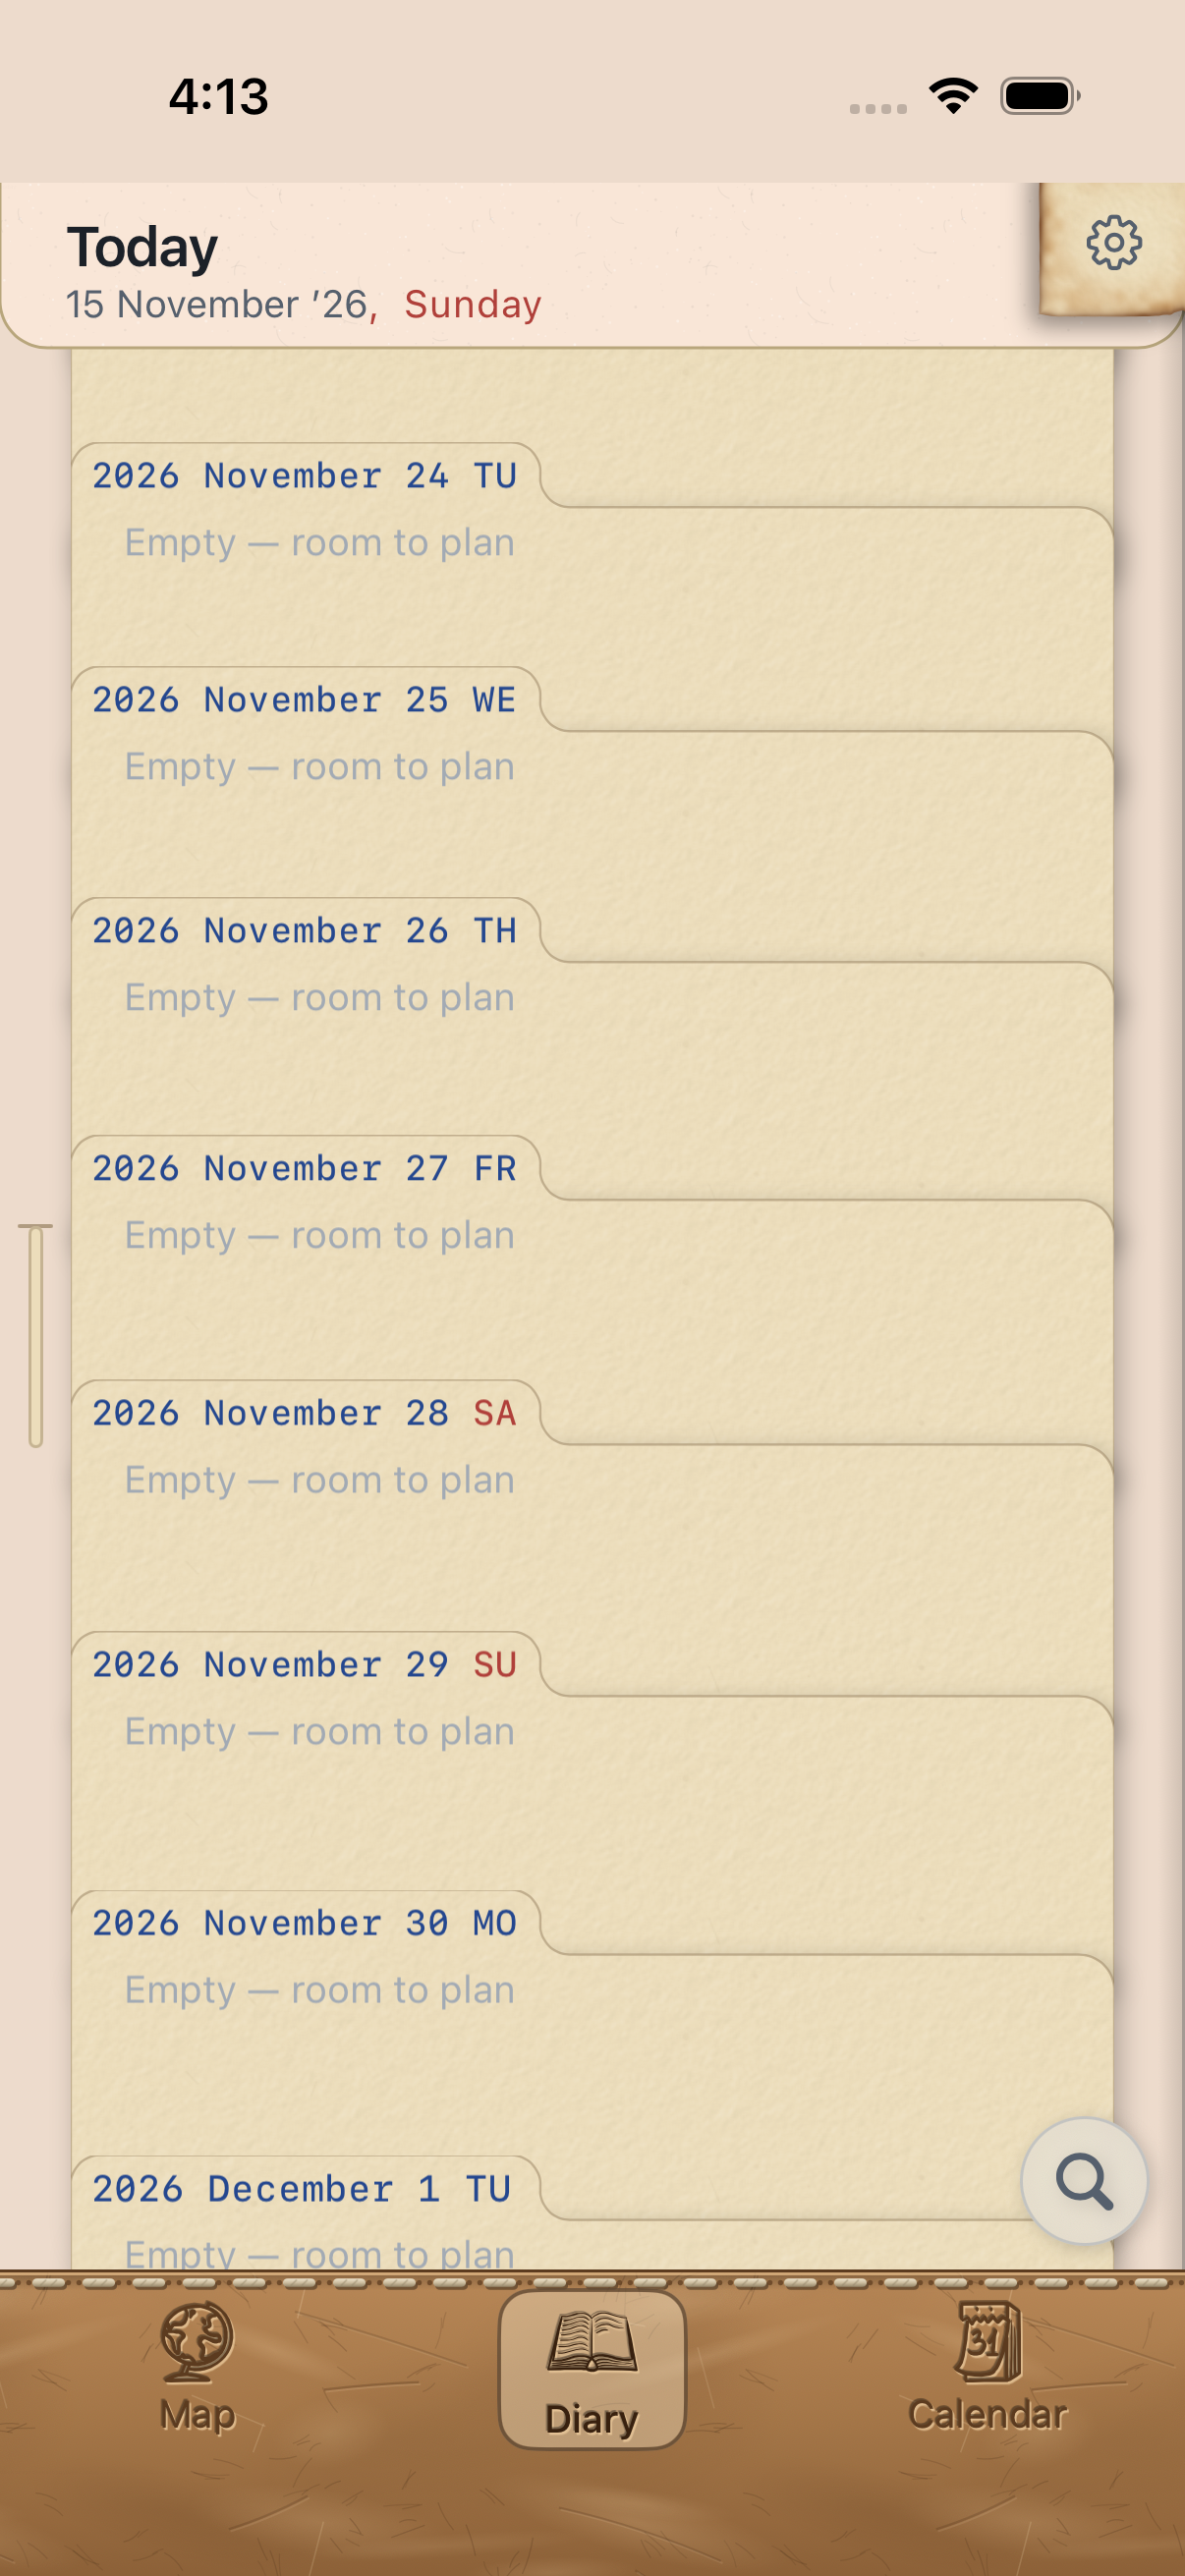 4:13
Today
15 November ’26, Sunday
2026 November 24 TU
Empty — room to plan
2026 November 25 WE
Empty — room to plan
2026 November 26 TH
Empty — room to plan
2026 November 27 FR
Empty — room to plan
2026 November 28 SA
Empty — room to plan
2026 November 29 SU
Empty — room to plan
2026 November 30 MO
Empty — room to plan
2026 December 1 TU
Empty — room to plan
31
Map
Diary
Calendar